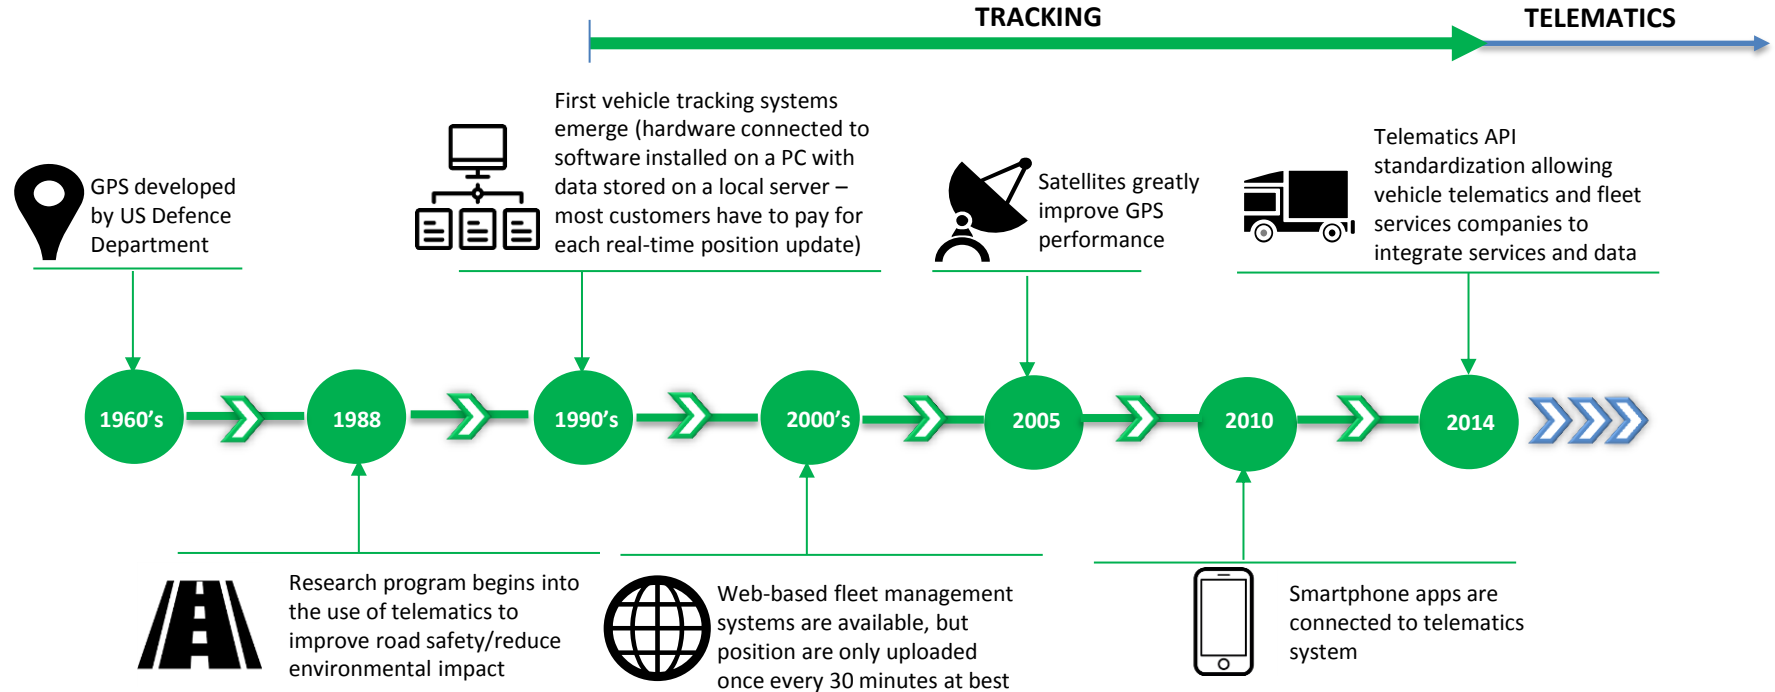 TRACKING
TELEMATICS
GPS developed
by US Defence
Department
First vehicle tracking systems
emerge (hardware connected to
software installed on a PC with
data stored on a local server –
most customers have to pay for
each real-time position update)
Satellites greatly
improve GPS
performance
Telematics API
standardization allowing
vehicle telematics and fleet
services companies to
integrate services and data
1960's
1988
1990's
2000's
2005
2010
2014
Research program begins into
the use of telematics to
improve road safety/reduce
environmental impact
Web-based fleet management
systems are available, but
position are only uploaded
once every 30 minutes at best
Smartphone apps are
connected to telematics
system